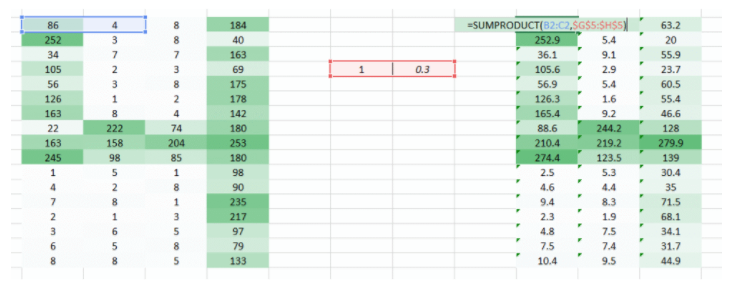 86 4 8 184 =SUMPRODUCT(B2:C2,$G$5:$H$5) 63.2
252 3 8 40 252.9 5.4 20
34 7 7 163 36.1 9.1 55.9
105 2 3 69 1 0.3 105.6 2.9 23.7
56 3 8 175 56.9 5.4 60.5
126 1 2 178 126.3 1.6 55.4
163 8 4 142 165.4 9.2 46.6
22 222 74 180 88.6 244.2 128
163 158 204 253 210.4 219.2 279.9
245 98 85 180 274.4 123.5 139
1 5 1 98 2.5 5.3 30.4
4 2 8 90 4.6 4.4 35
7 8 1 235 9.4 8.3 71.5
2 1 3 217 2.3 1.9 68.1
3 6 5 97 4.8 7.5 34.1
6 5 8 79 7.5 7.4 31.7
8 8 5 133 10.4 9.5 44.9